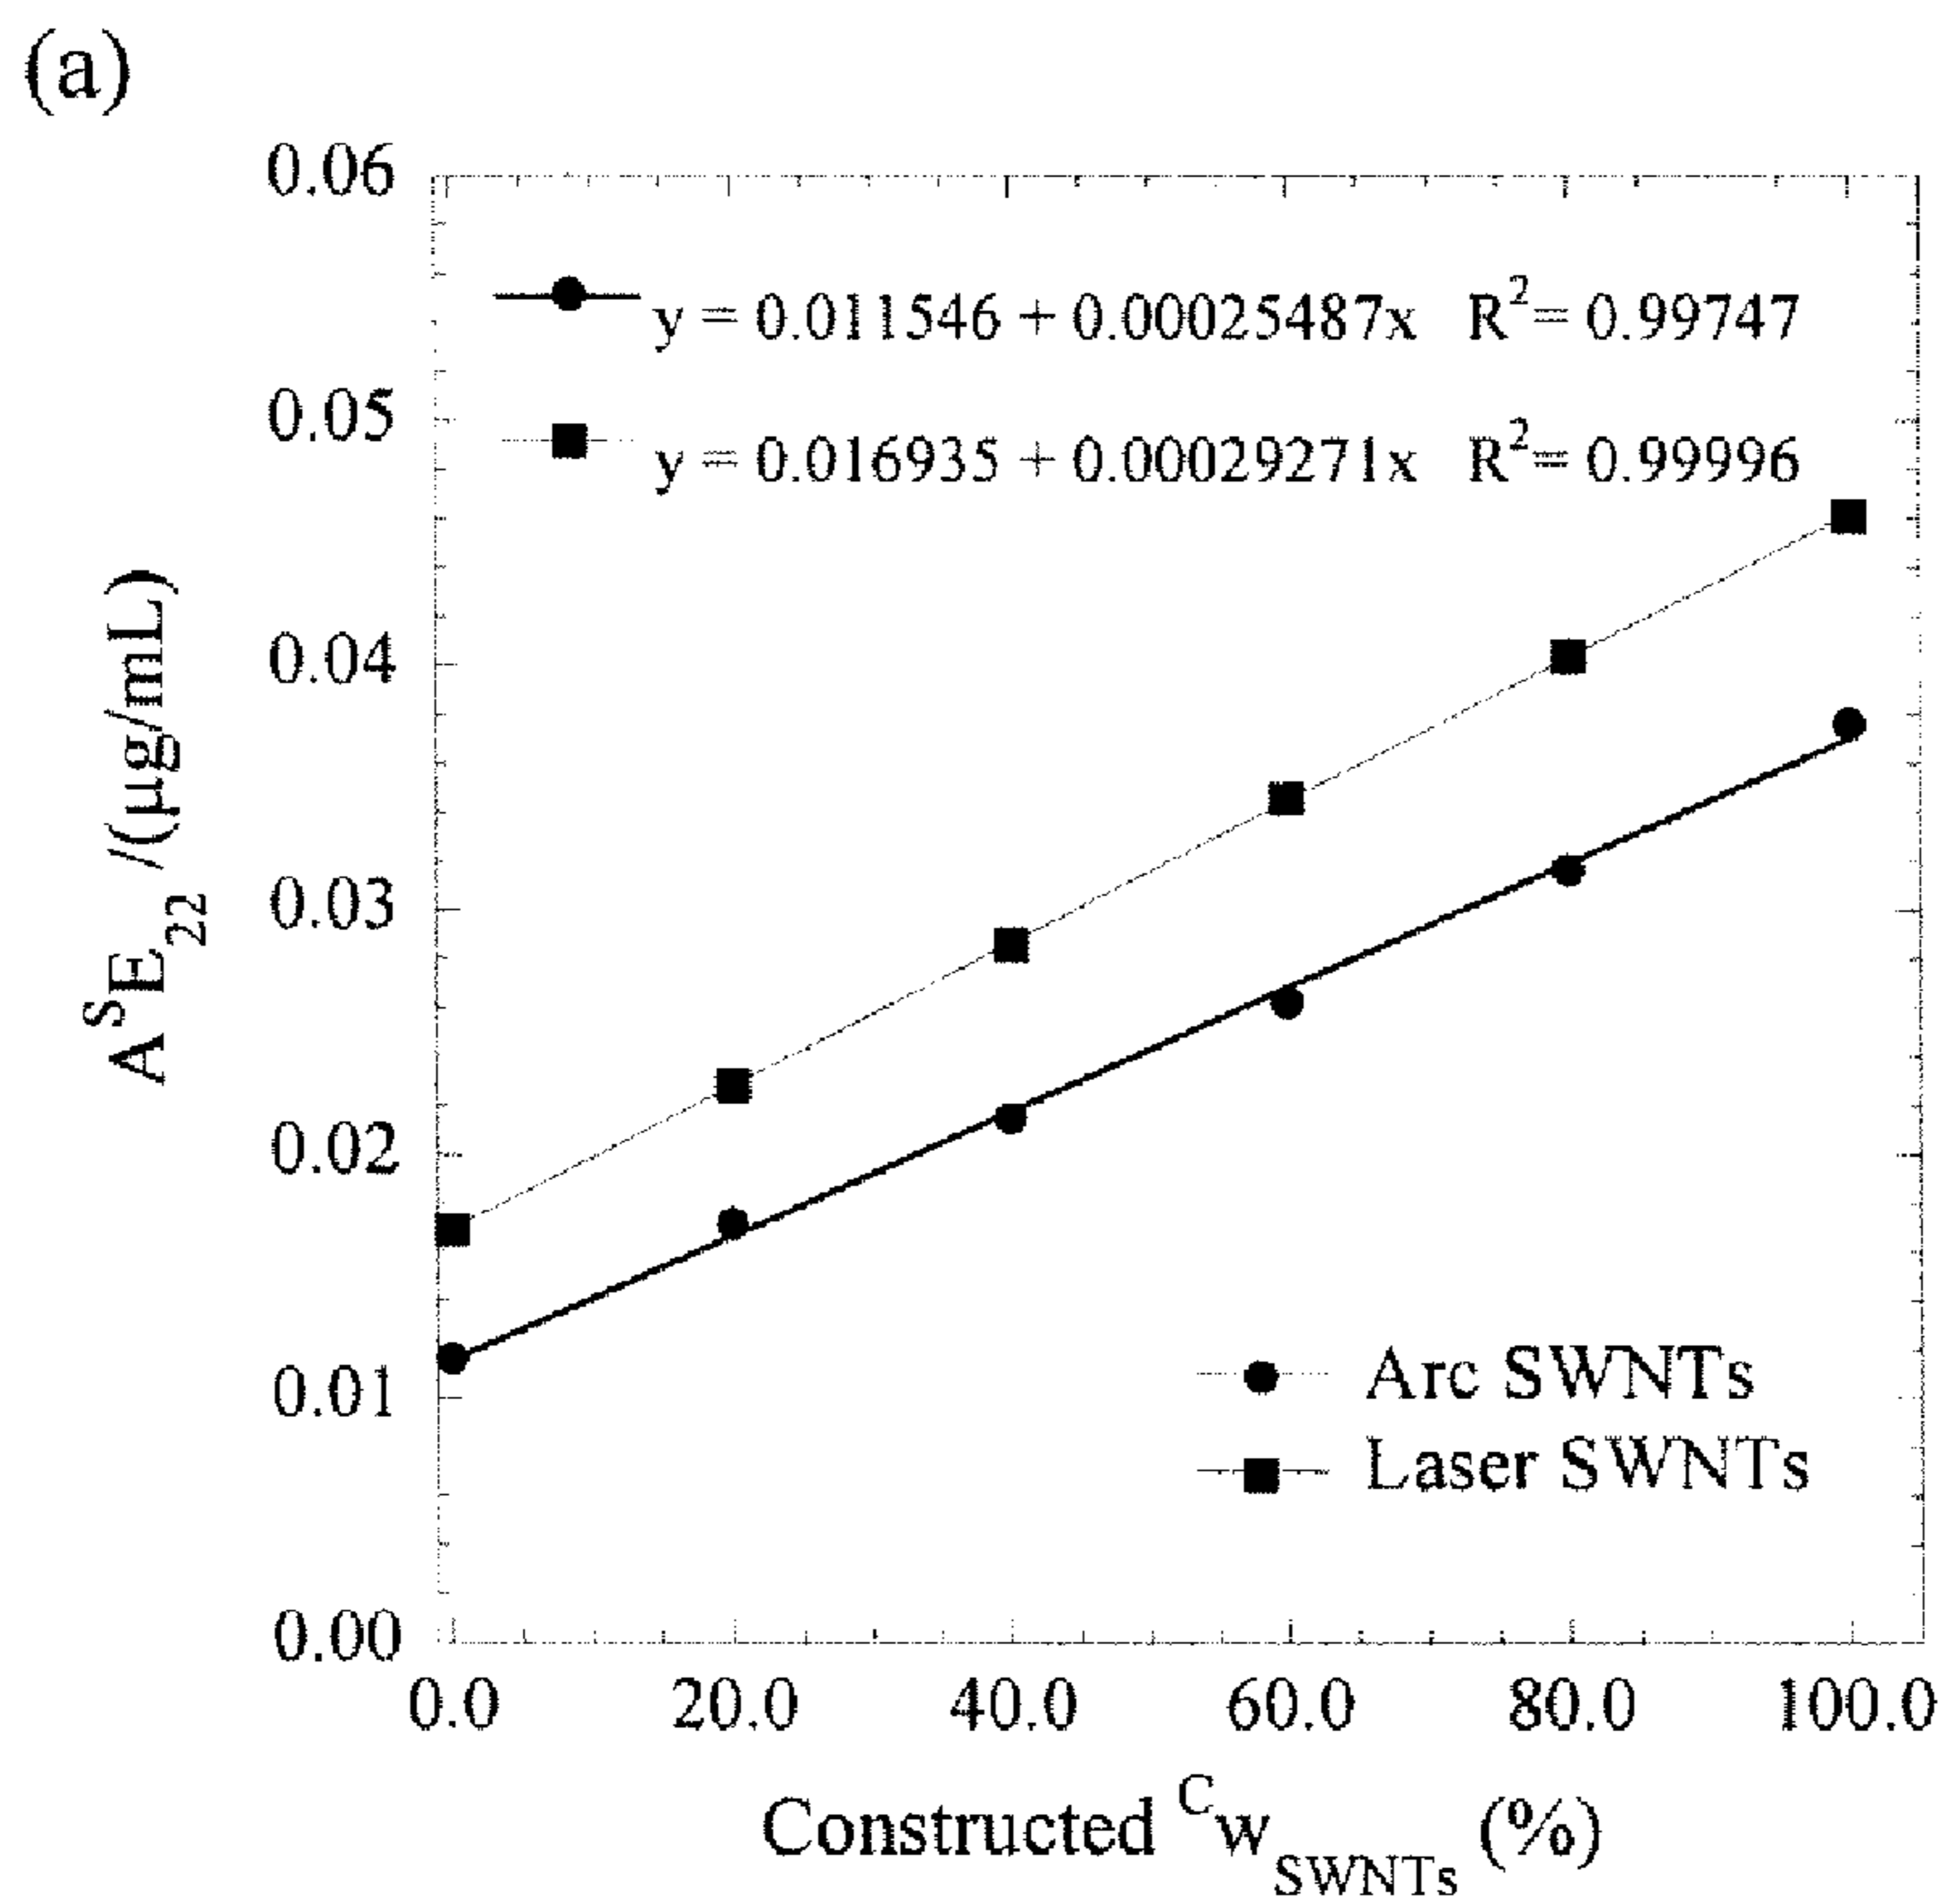 (a)
0.06
y = 0.011546 + 0.00025487x R²= 0.99747
0.05
y = 0.016935 + 0.00029271x R²= 0.99996
0.04
A^S E_22 /(µg/mL)
0.03
0.02
0.01
Arc SWNTs
Laser SWNTs
0.00
0.0 20.0 40.0 60.0 80.0 100.0
Constructed ^C w_SWNTs (%)